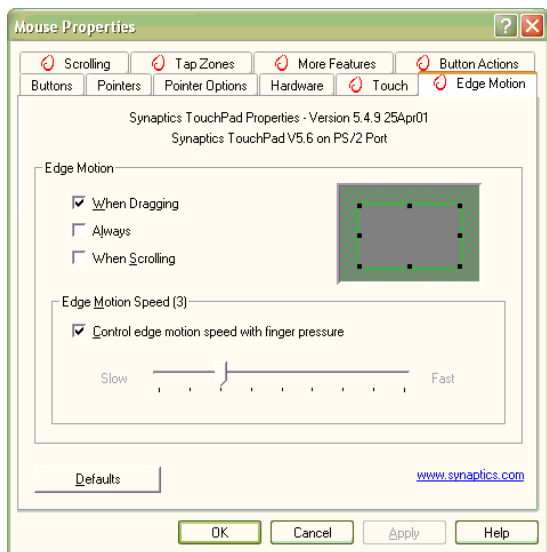 Mouse Properties
Scrolling Tap Zones More Features Button Actions
Buttons Pointers Pointer Options Hardware Touch Edge Motion
Synaptics TouchPad Properties - Version 5.4.9 25Apr01
Synaptics TouchPad V5.6 on PS/2 Port
Edge Motion
When Dragging
Always
When Scrolling
Edge Motion Speed (3)
Control edge motion speed with finger pressure
Slow Fast
Defaults www.synaptics.com
OK Cancel Apply Help